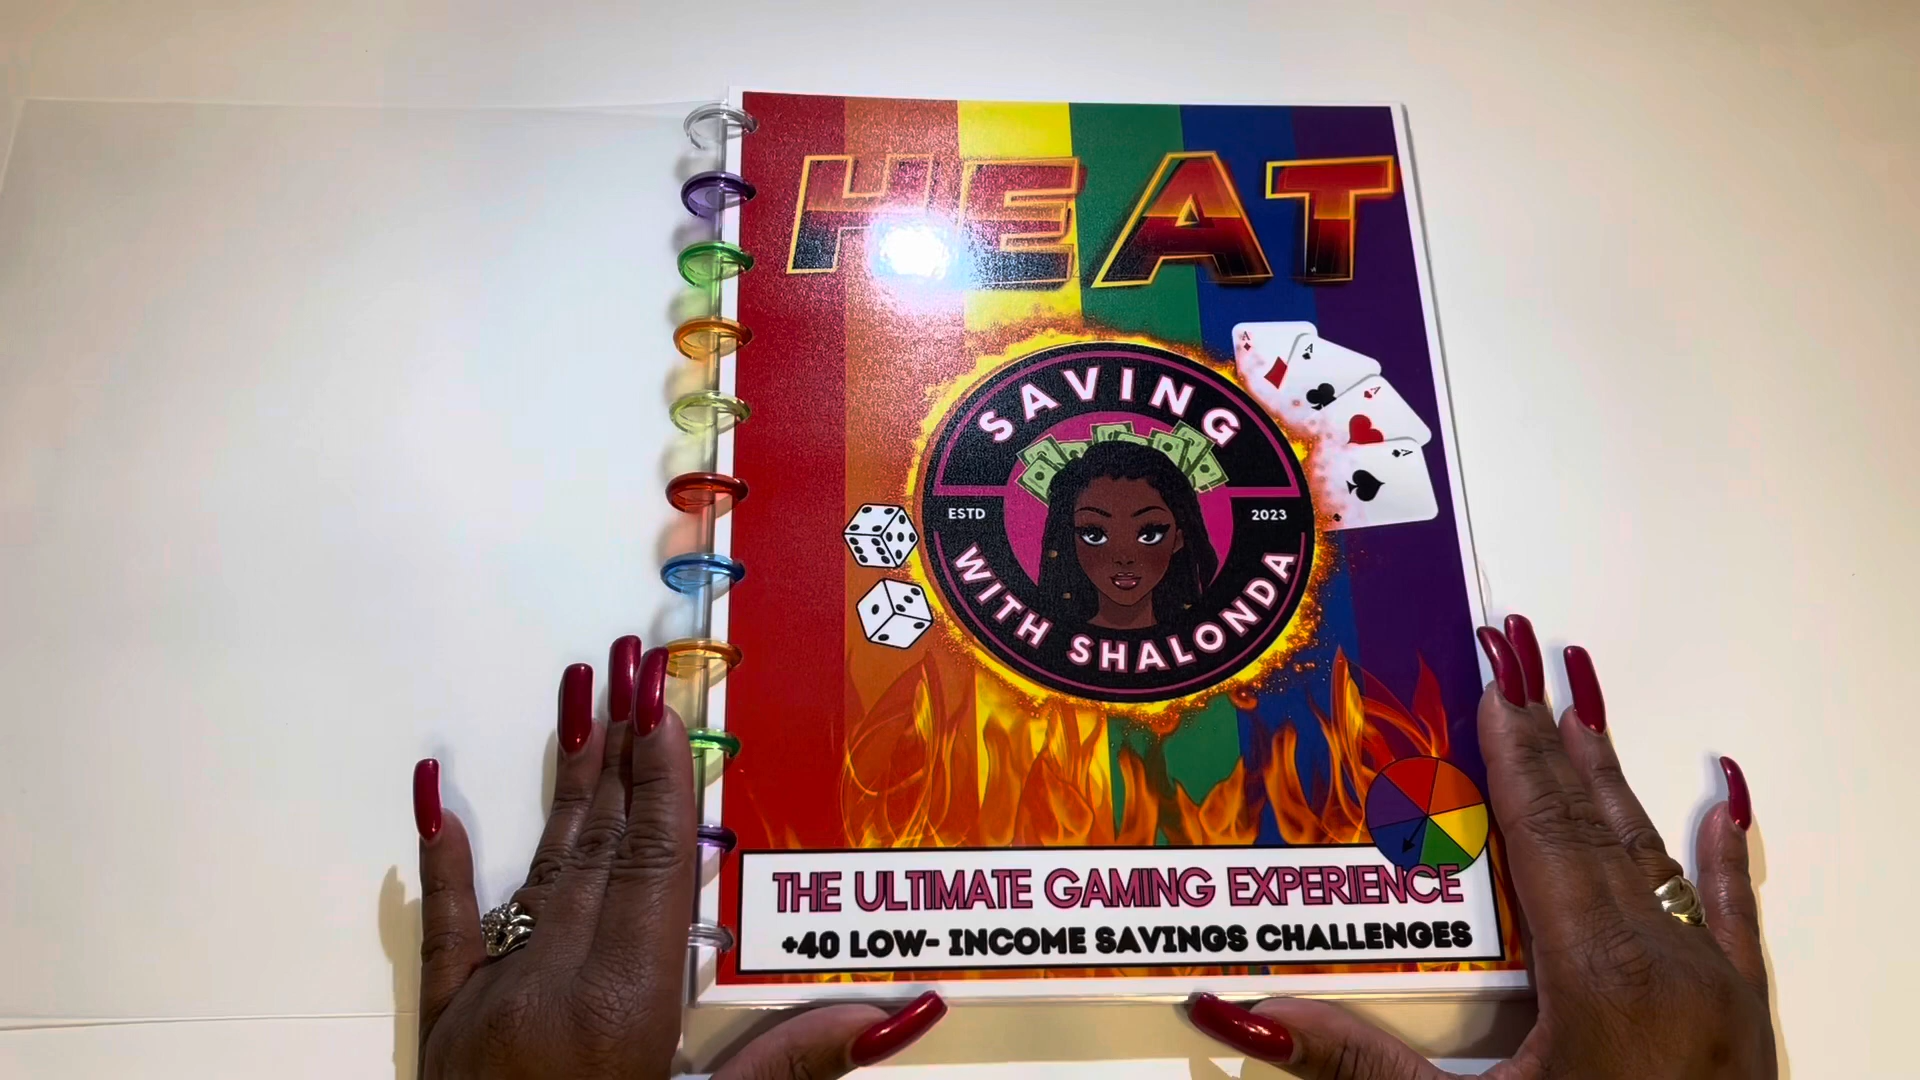 HEAT
SAVING
ESTD
2023
WITH SHALONDA
A
A
A
A
THE ULTIMATE GAMING EXPERIENCE
+40 LOW- INCOME SAVINGS CHALLENGES